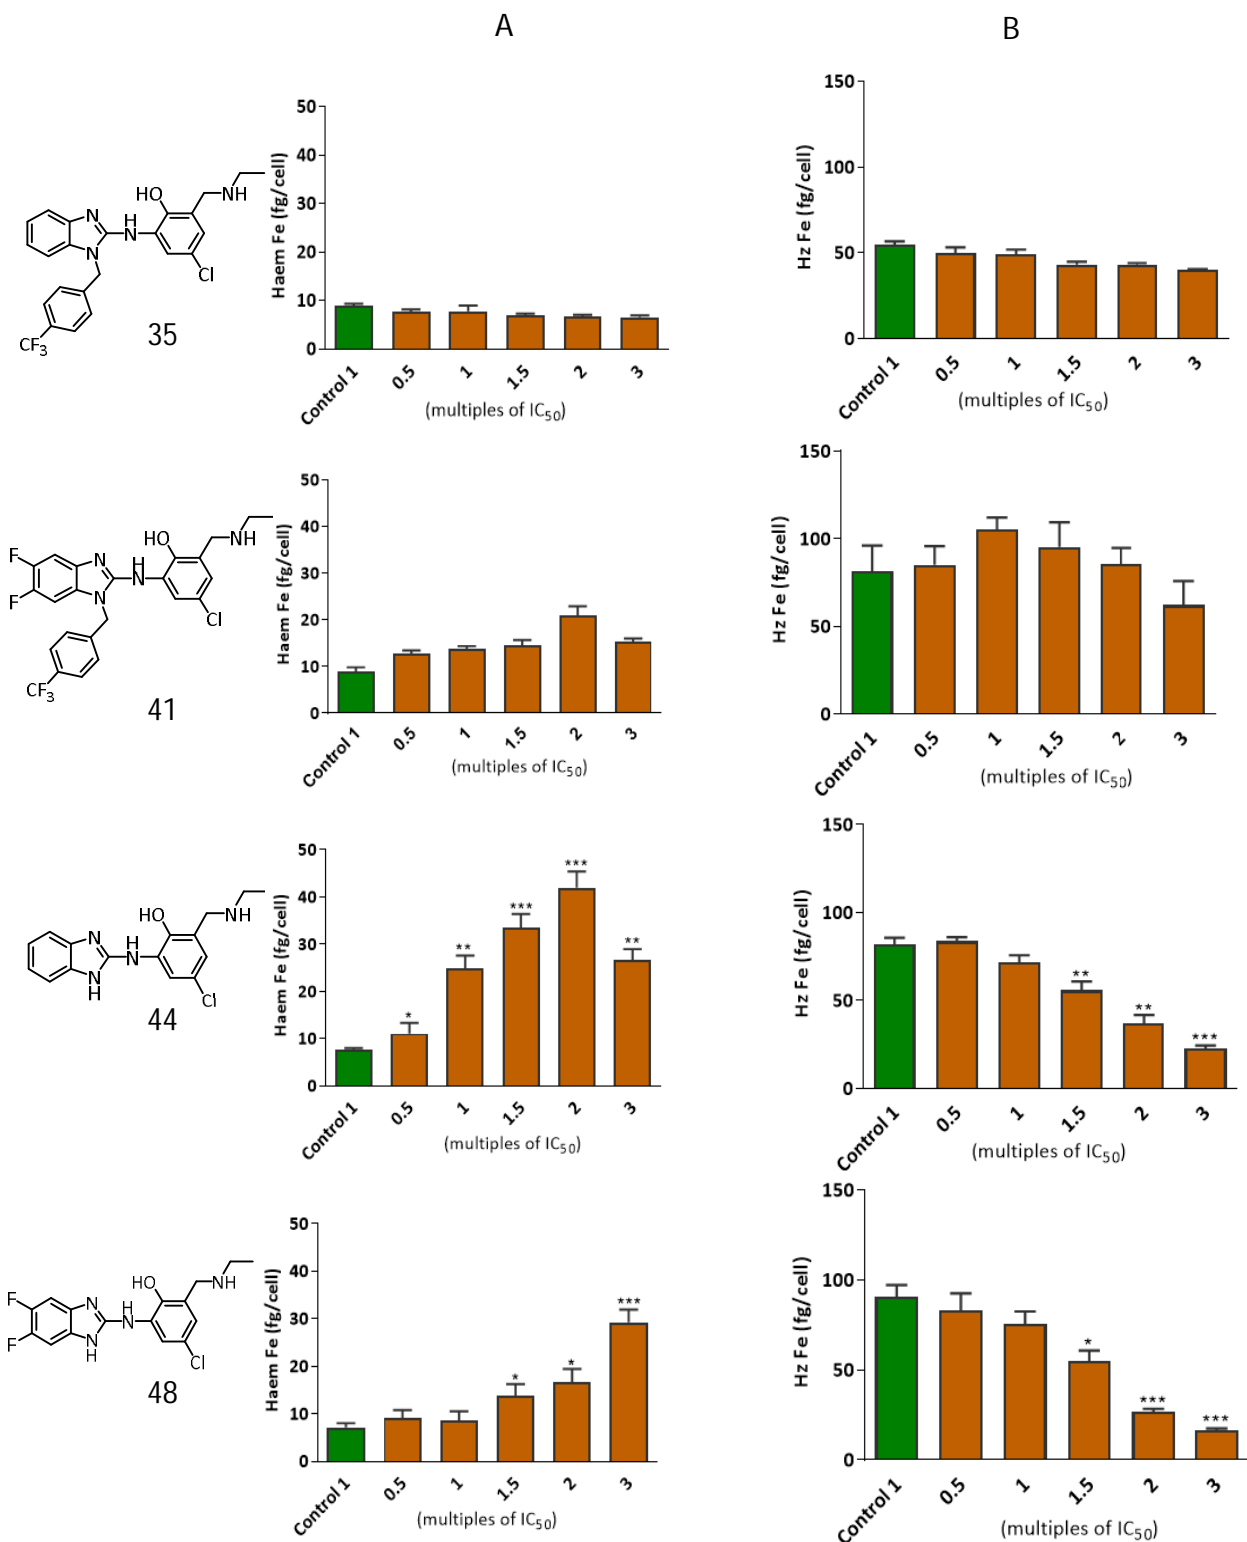 A
B
HO
NH
N
H
N
N
Cl
CF3
35
Haem Fe (fg/cell)
50
40
30
20
10
0
Control 1
0.5
1
1.5
2
3
(multiples of IC50)
Hz Fe (fg/cell)
150
100
50
0
Control 1
0.5
1
1.5
2
3
(multiples of IC50)
HO
NH
F
F
N
H
N
N
Cl
CF3
41
Haem Fe (fg/cell)
50
40
30
20
10
0
Control 1
0.5
1
1.5
2
3
(multiples of IC50)
Hz Fe (fg/cell)
150
100
50
0
Control 1
0.5
1
1.5
2
3
(multiples of IC50)
HO
NH
N
H
N
N
H
Cl
44
Haem Fe (fg/cell)
50
40
30
20
10
0
*
**
***
***
**
Control 1
0.5
1
1.5
2
3
(multiples of IC50)
Hz Fe (fg/cell)
150
100
50
0
**
**
***
Control 1
0.5
1
1.5
2
3
(multiples of IC50)
HO
NH
F
F
N
H
N
N
H
Cl
48
Haem Fe (fg/cell)
50
40
30
20
10
0
*
*
***
Control 1
0.5
1
1.5
2
3
(multiples of IC50)
Hz Fe (fg/cell)
150
100
50
0
*
***
***
Control 1
0.5
1
1.5
2
3
(multiples of IC50)